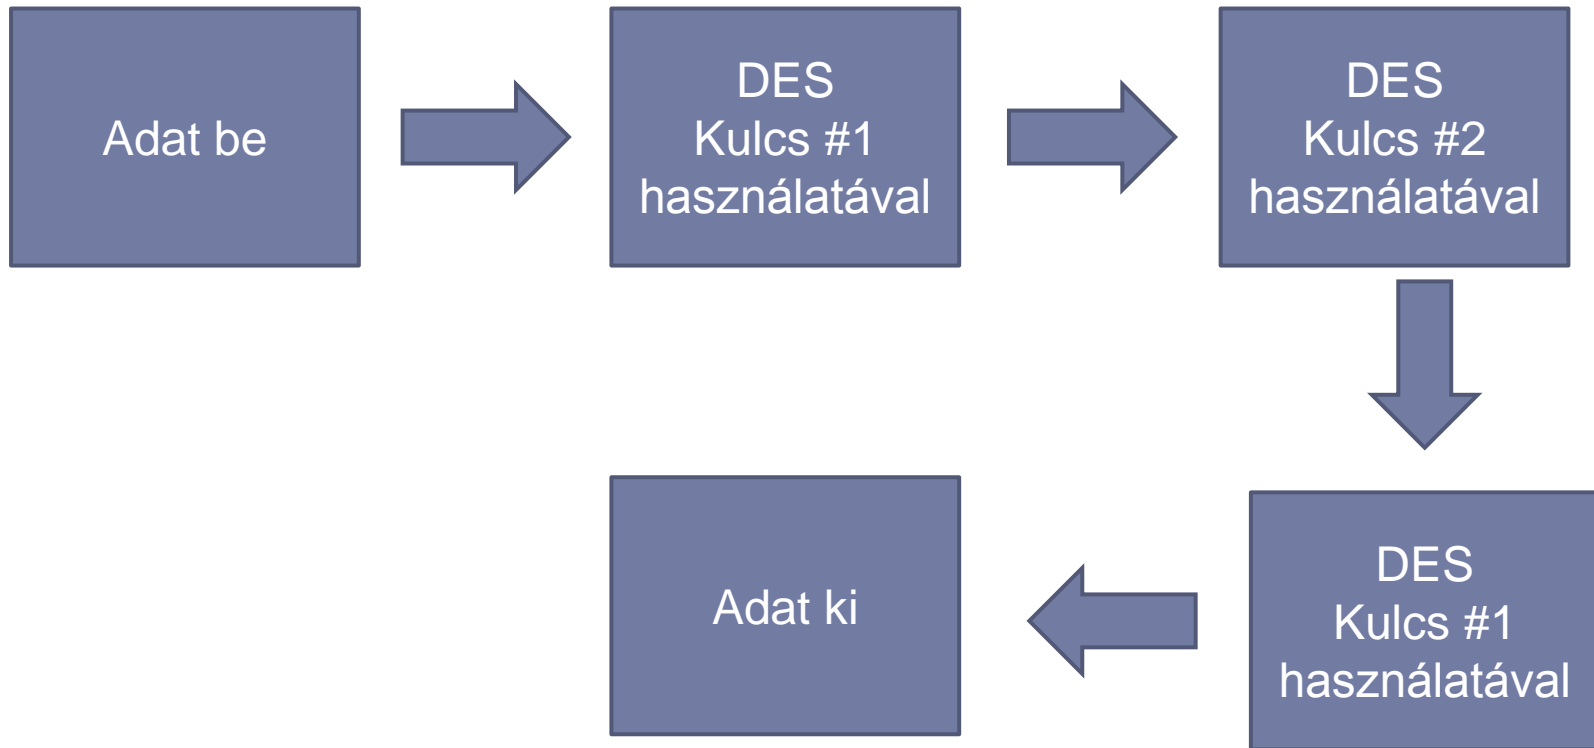 Adat be
DES
Kulcs #1
használatával
DES
Kulcs #2
használatával
DES
Kulcs #1
használatával
Adat ki